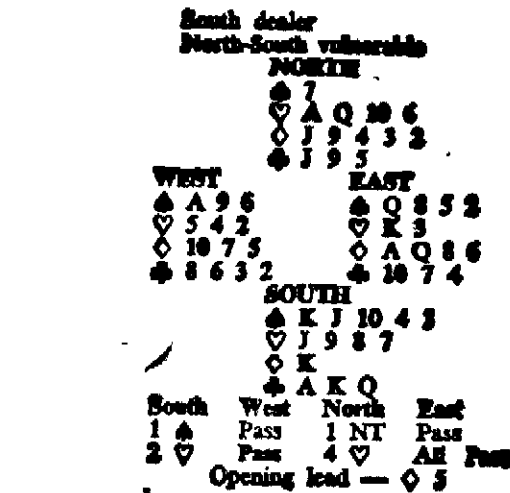 South dealer
North-South vulnerable
NORTH
♠ 7
♡ A Q 10 6
◇ J 9 4 3 2
♣ J 9 5
WEST EAST
♠ A 9 6 ♠ Q 8 5 2
♡ 5 4 2 ♡ K 3
◇ 10 7 5 ◇ A Q 8 6
♣ 8 6 3 2 ♣ 10 7 4
SOUTH
♠ K J 10 4 3
♡ J 9 8 7
◇ K
♣ A K Q
South West North East
1 ♠ Pass 1 NT Pass
2 ♡ Pass 4 ♡ All Pass
Opening lead — ◇ 5